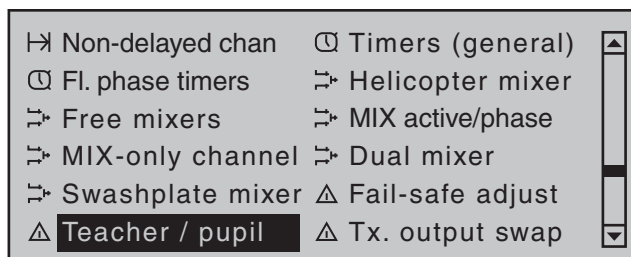 Non-delayed chan Timers (general)
Fl. phase timers Helicopter mixer
Free mixers MIX active/phase
MIX-only channel Dual mixer
Swashplate mixer Fail-safe adjust
Teacher / pupil Tx. output swap